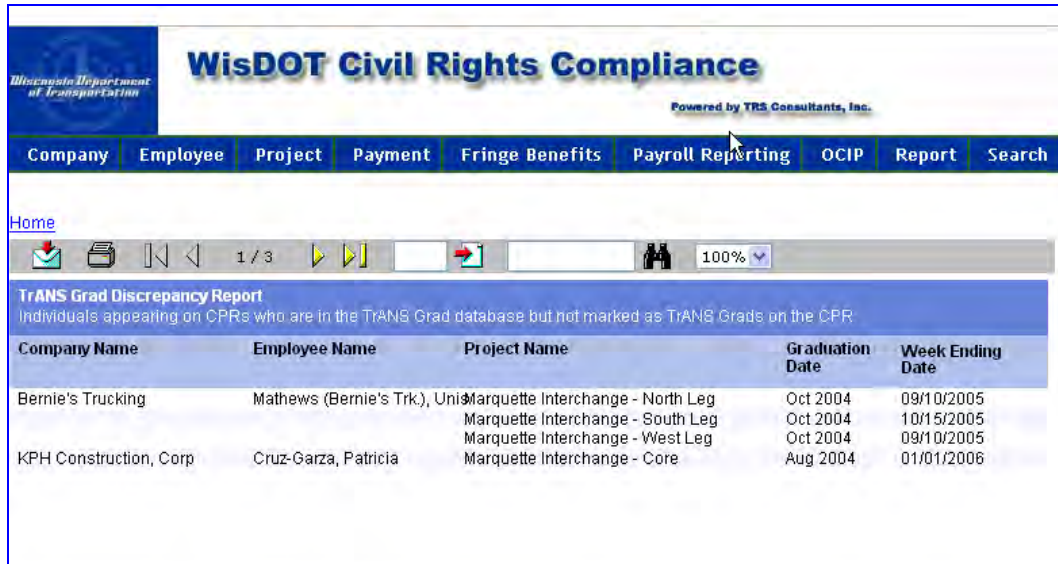 Wisconsin Department
of Transportation
WisDOT Civil Rights Compliance
Powered by TRS Consultants, Inc.
Company Employee Project Payment Fringe Benefits Payroll Reporting OCIP Report Search
Home
1 / 3 100%
TrANS Grad Discrepancy Report
Individuals appearing on CPRs who are in the TrANS Grad database but not marked as TrANS Grads on the CPR
Company Name Employee Name Project Name Graduation Date Week Ending Date
Bernie's Trucking Mathews (Bernie's Trk.), Unis Marquette Interchange - North Leg Oct 2004 09/10/2005
Marquette Interchange - South Leg Oct 2004 10/15/2005
Marquette Interchange - West Leg Oct 2004 09/10/2005
KPH Construction, Corp Cruz-Garza, Patricia Marquette Interchange - Core Aug 2004 01/01/2006